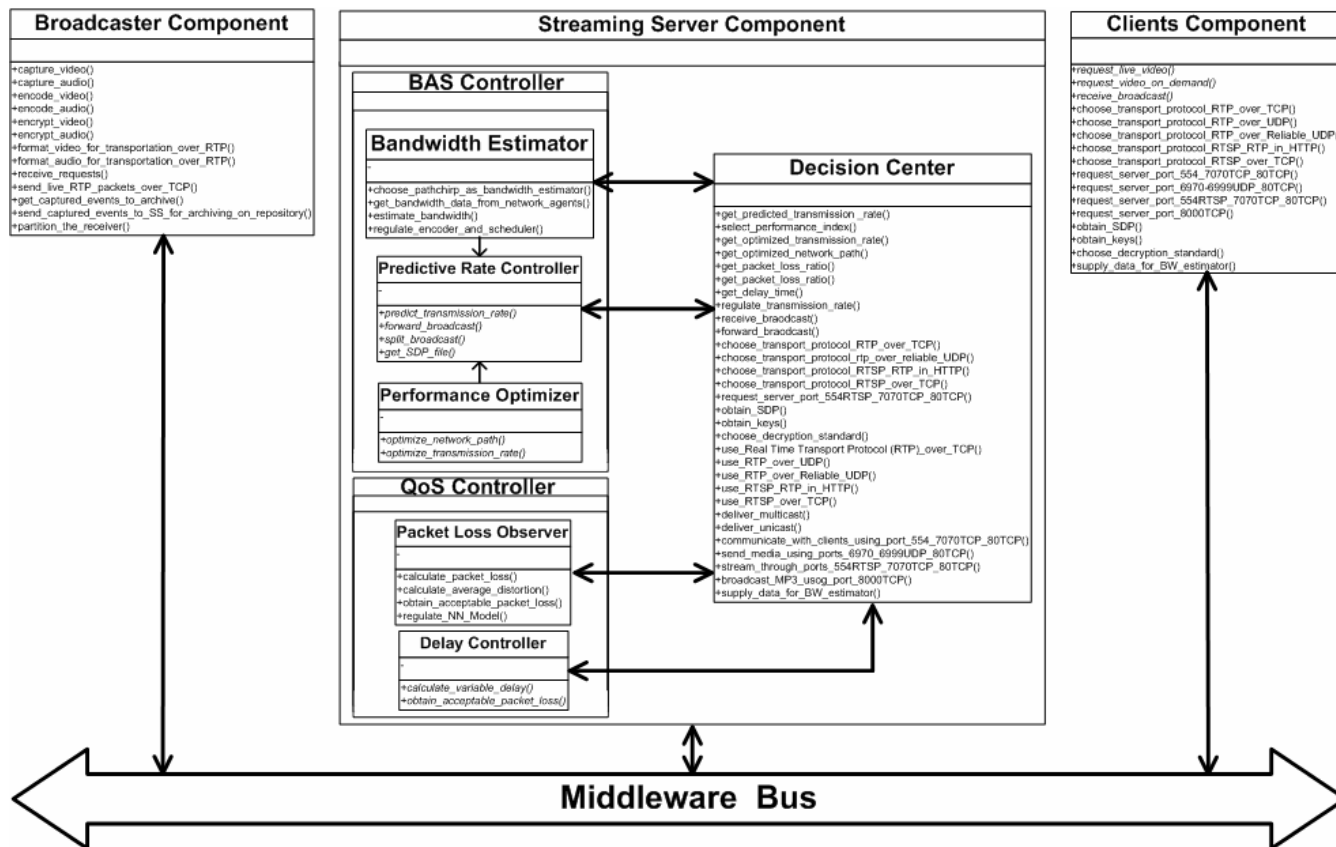 Broadcaster Component
+capture_video()
+capture_audio()
+encode_video()
+encode_audio()
+encrypt_video()
+encrypt_audio()
+format_video_for_transportation_over_RTP()
+format_audio_for_transportation_over_RTP()
+receive_requests()
+send_live_RTP_packets_over_TCP()
+get_captured_events_to_archive()
+send_captured_events_to_SS_for_archiving_on_repository()
+partition_the_receiver()
Streaming Server Component
BAS Controller
Bandwidth Estimator
-
+choose_pathchirp_as_bandwidth_estimator()
+get_bandwidth_data_from_network_agents()
+estimate_bandwidth()
+regulate_encoder_and_scheduler()
Predictive Rate Controller
-
+predict_transmission_rate()
+forward_broadcast()
+split_broadcast()
+get_SDP_file()
Performance Optimizer
-
+optimize_network_path()
+optimize_transmission_rate()
QoS Controller
Packet Loss Observer
-
+calculate_packet_loss()
+calculate_average_distortion()
+obtain_acceptable_packet_loss()
+regulate_NN_Model()
Delay Controller
-
+calculate_variable_delay()
+obtain_acceptable_packet_loss()
Decision Center
+get_predicted_transmission_rate()
+select_performance_index()
+get_optimized_transmission_rate()
+get_optimized_network_path()
+get_packet_loss_ratio()
+get_packet_loss_ratio()
+get_delay_time()
+regulate_transmission_rate()
+receive_braodcast()
+forward_braodcast()
+choose_transport_protocol_RTP_over_TCP()
+choose_transport_protocol_rtp_over_reliable_UDP()
+choose_transport_protocol_RTSP_RTP_in_HTTP()
+choose_transport_protocol_RTSP_over_TCP()
+request_server_port_554RTSP_7070TCP_80TCP()
+obtain_SDP()
+obtain_keys()
+choose_decryption_standard()
+use_Real Time Transport Protocol (RTP)_over_TCP()
+use_RTP_over_UDP()
+use_RTP_over_Reliable_UDP()
+use_RTSP_RTP_in_HTTP()
+use_RTSP_over_TCP()
+deliver_multicast()
+deliver_unicast()
+communicate_with_clients_using_port_554_7070TCP_80TCP()
+send_media_using_ports_6970_6999UDP_80TCP()
+stream_through_ports_554RTSP_7070TCP_80TCP()
+broadcast_MP3_usog_port_8000TCP()
+supply_data_for_BW_estimator()
Clients Component
+request_live_video()
+request_video_on_demand()
+receive_broadcast()
+choose_transport_protocol_RTP_over_TCP()
+choose_transport_protocol_RTP_over_UDP()
+choose_transport_protocol_RTP_over_Reliable_UDP()
+choose_transport_protocol_RTSP_RTP_in_HTTP()
+choose_transport_protocol_RTSP_over_TCP()
+request_server_port_554_7070TCP_80TCP()
+request_server_port_6970-6999UDP_80TCP()
+request_server_port_554RTSP_7070TCP_80TCP()
+request_server_port_8000TCP()
+obtain_SDP()
+obtain_keys()
+choose_decryption_standard()
+supply_data_for_BW_estimator()
Middleware Bus